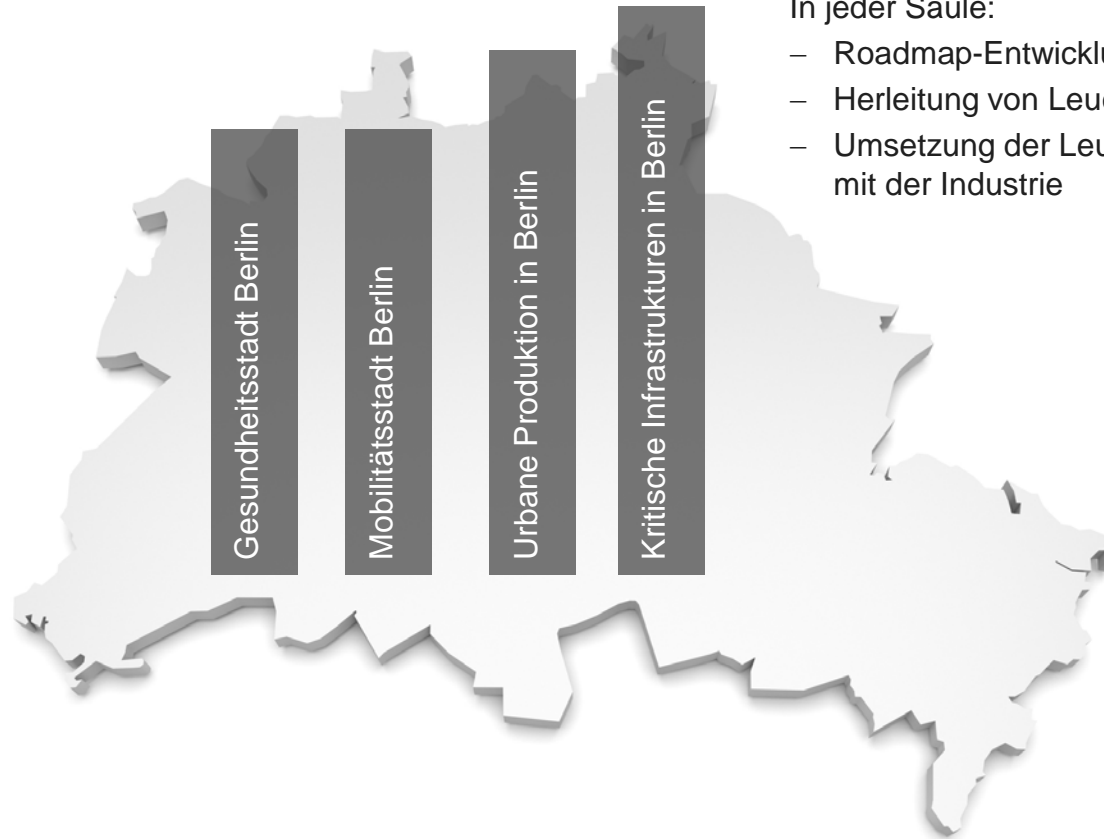 In jeder Säule:
– Roadmap-Entwicklu
– Herleitung von Leu
– Umsetzung der Leu
mit der Industrie
Gesundheitsstadt Berlin
Mobilitätsstadt Berlin
Urbane Produktion in Berlin
Kritische Infrastrukturen in Berlin